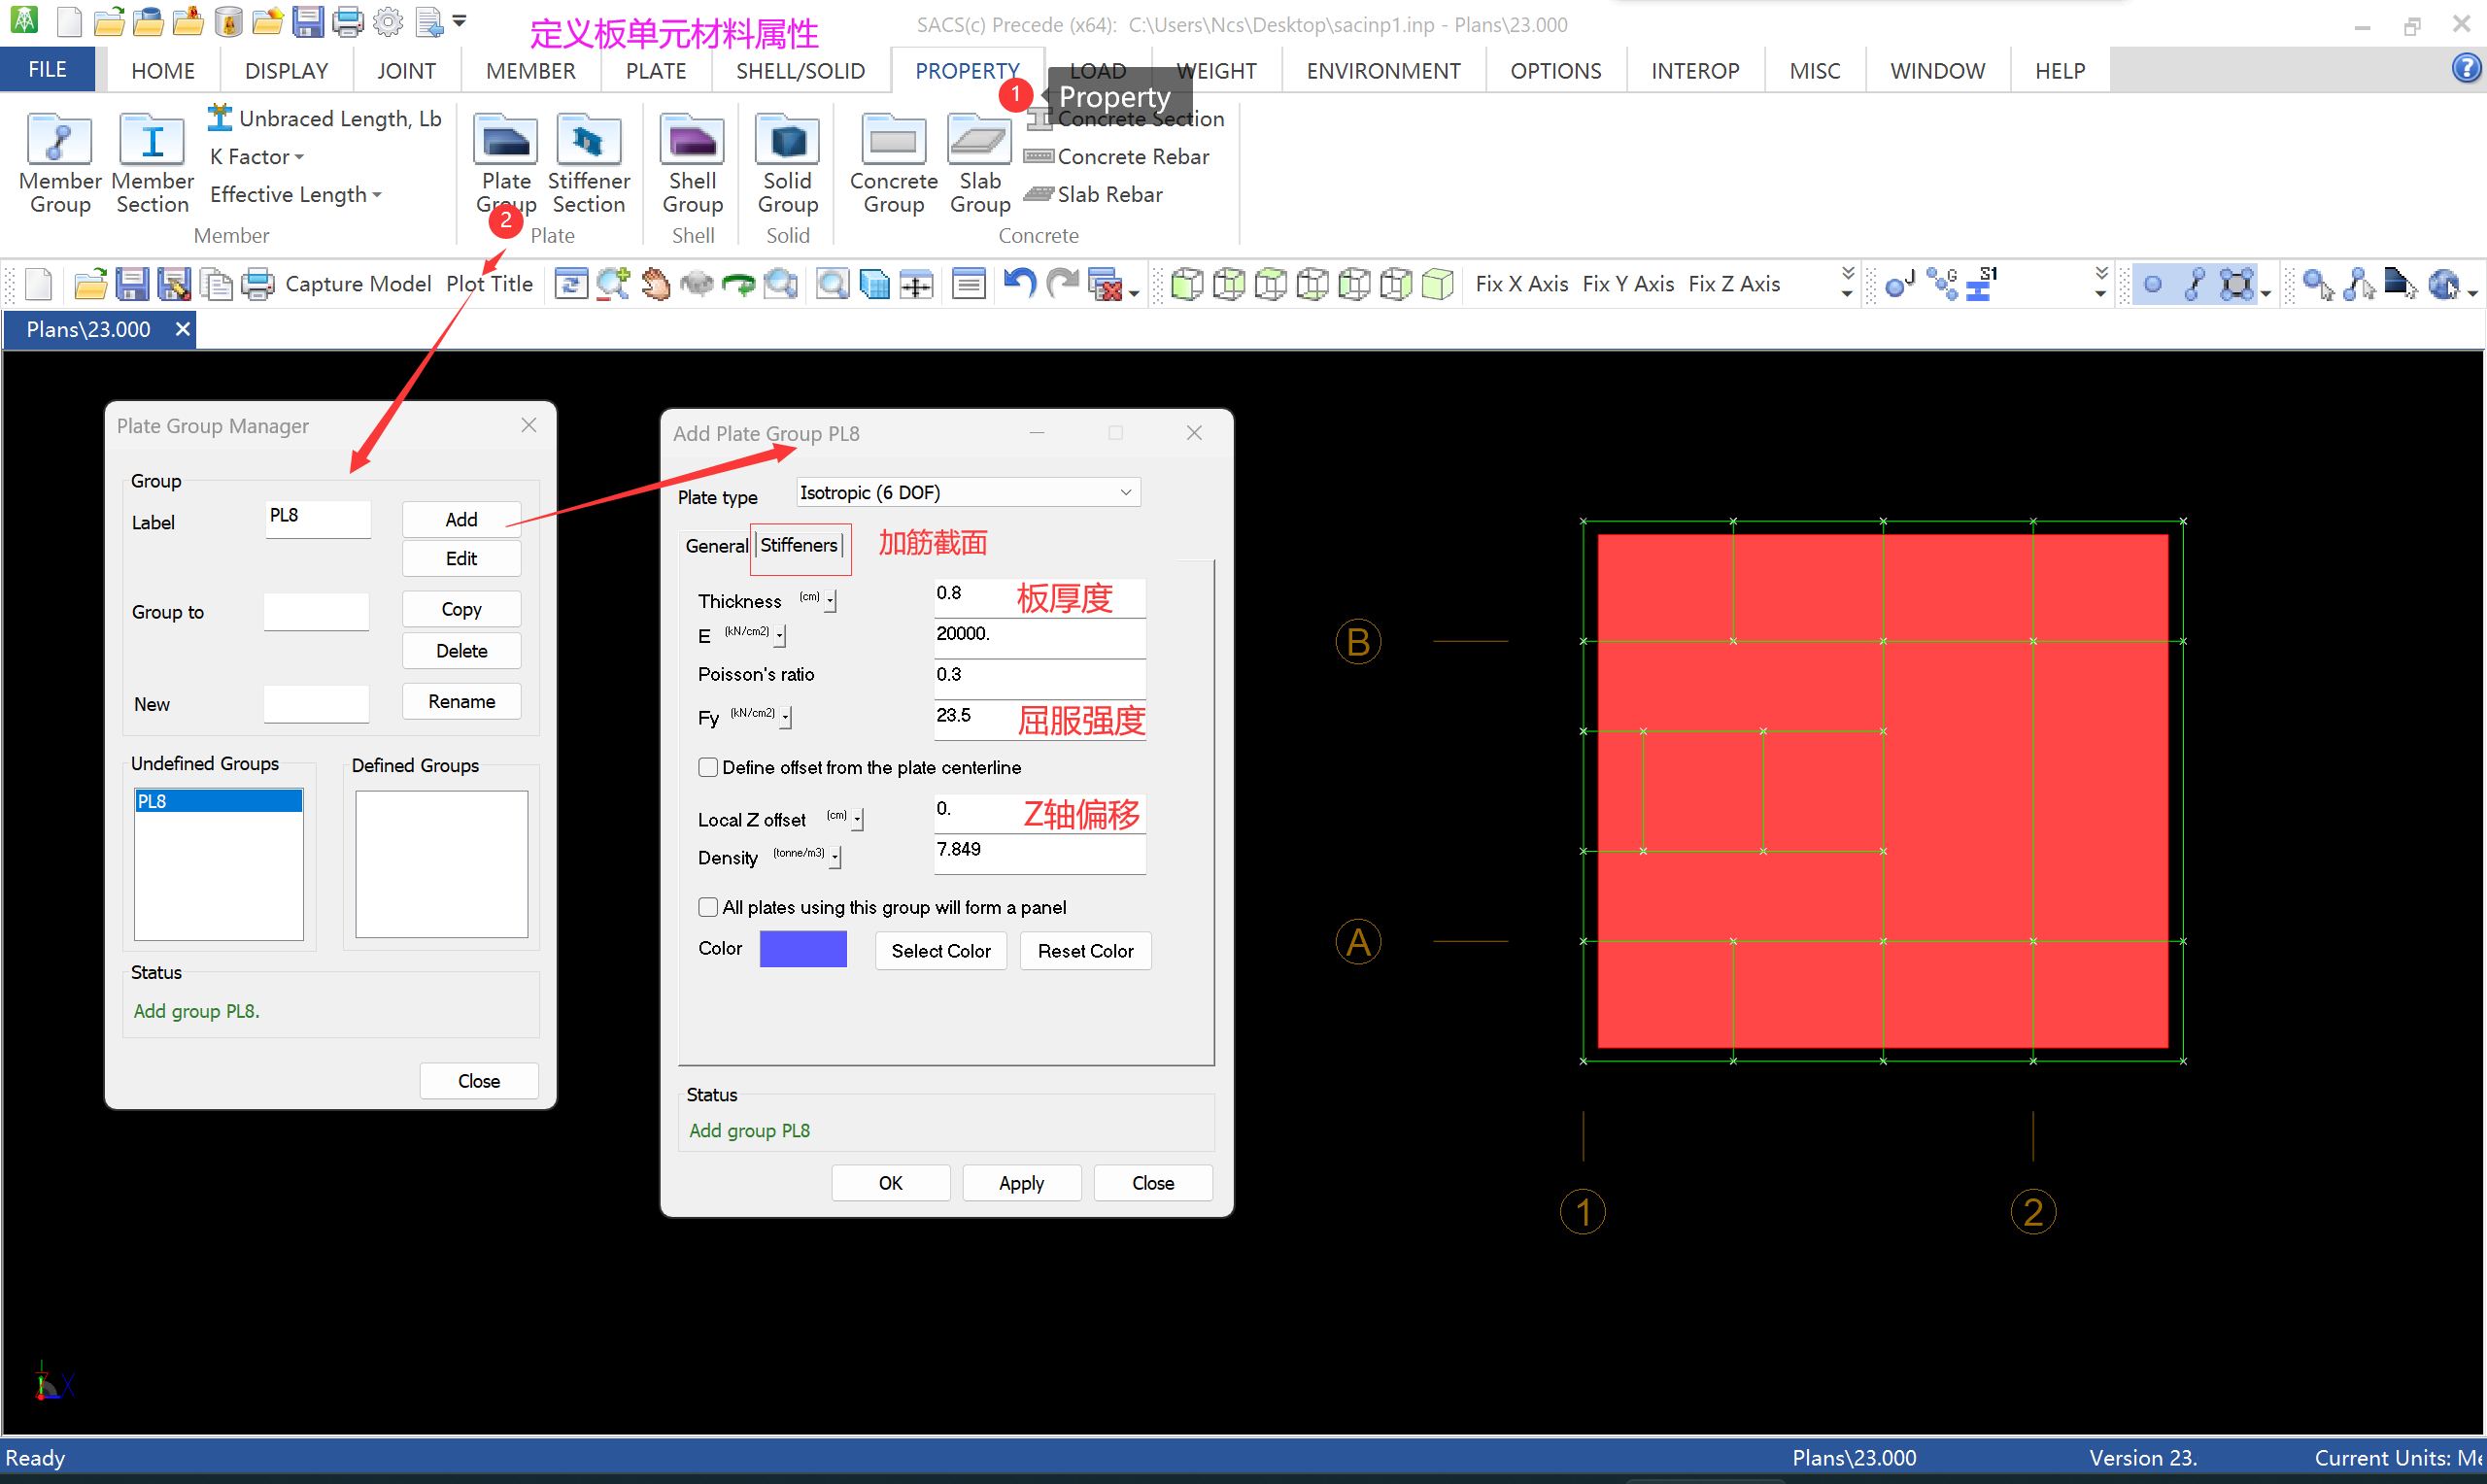 定义板单元材料属性
SACS(c) Precede (x64):  C:\Users\Ncs\Desktop\sacinp1.inp - Plans\23.000
FILE HOME DISPLAY JOINT MEMBER PLATE SHELL/SOLID PROPERTY LOAD WEIGHT ENVIRONMENT OPTIONS INTEROP MISC WINDOW HELP
1 Property
Unbraced Length, Lb
K Factor
Effective Length
Member Group
Member Section
Member
Plate Group
Stiffener Section
2
Plate
Shell Group
Shell
Solid Group
Solid
Concrete Group
Slab Group
Concrete Section
Concrete Rebar
Slab Rebar
Concrete
Capture Model Plot Title Fix X Axis Fix Y Axis Fix Z Axis J G S1
Plans\23.000
Plate Group Manager
Group
Label PL8 Add
Edit
Group to Copy
Delete
New Rename
Undefined Groups Defined Groups
PL8
Status
Add group PL8.
Close
Add Plate Group PL8
Plate type Isotropic (6 DOF)
General Stiffeners 加筋截面
Thickness (cm) 0.8 板厚度
E (kN/cm2) 20000.
Poisson's ratio 0.3
Fy (kN/cm2) 23.5 屈服强度
Define offset from the plate centerline
Local Z offset (cm) 0. Z轴偏移
Density (tonne/m3) 7.849
All plates using this group will form a panel
Color Select Color Reset Color
Status
Add group PL8
OK Apply Close
B
A
1 2
X
Ready Plans\23.000 Version 23. Current Units: